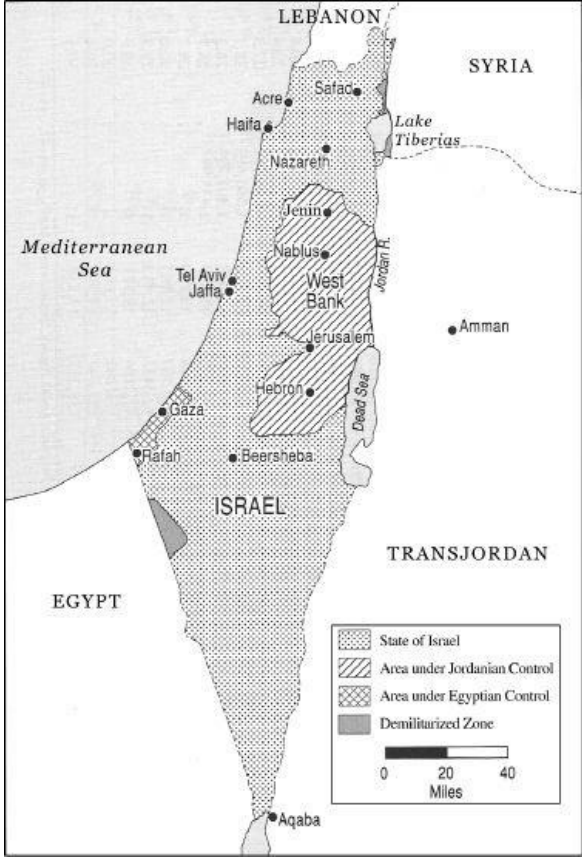 LEBANON
SYRIA
Safad
Acre
Lake
Tiberias
Haifa
Nazareth
Jenin
Mediterranean
Sea
Nablus
Jordan R.
Tel Aviv
Jaffa
West
Bank
Amman
Jerusalem
Hebron
Dead Sea
Gaza
Rafah
Beersheba
ISRAEL
TRANSJORDAN
EGYPT
State of Israel
Area under Jordanian Control
Area under Egyptian Control
Demilitarized Zone
0 20 40
Miles
Aqaba